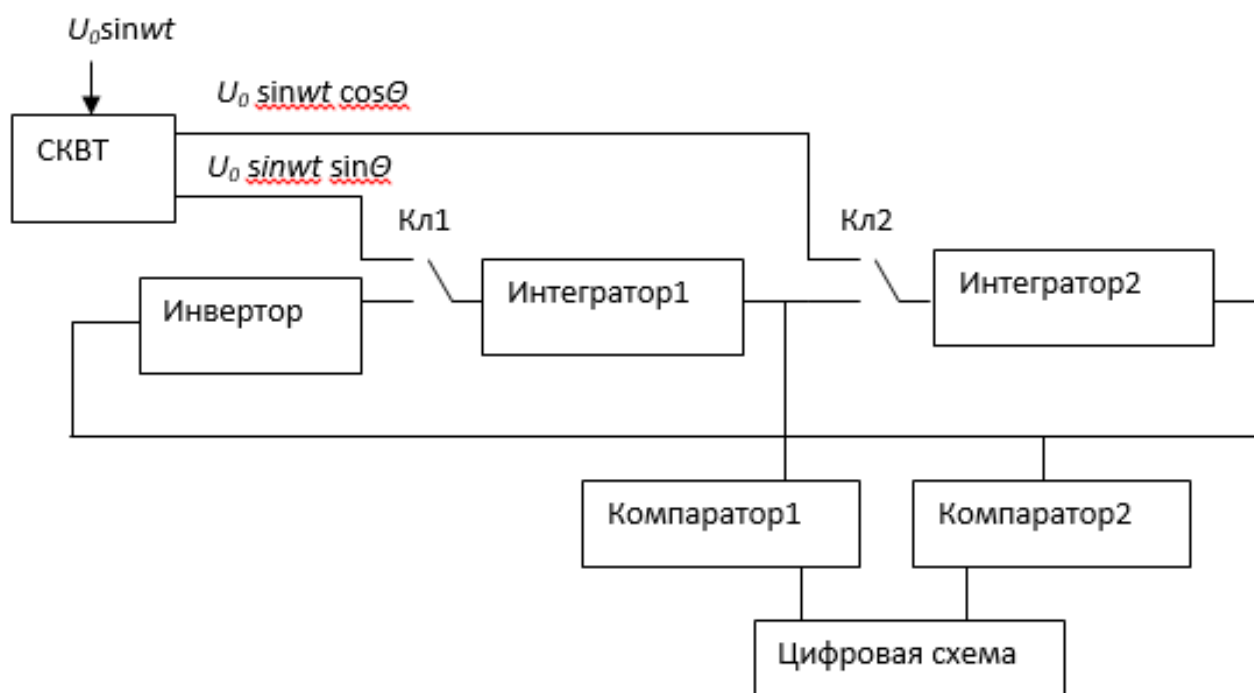 U₀sinwt
U₀ sinwt cosΘ
СКВТ
U₀ sinwt sinΘ
Кл1
Кл2
Инвертор
Интегратор1
Интегратор2
Компаратор1
Компаратор2
Цифровая схема